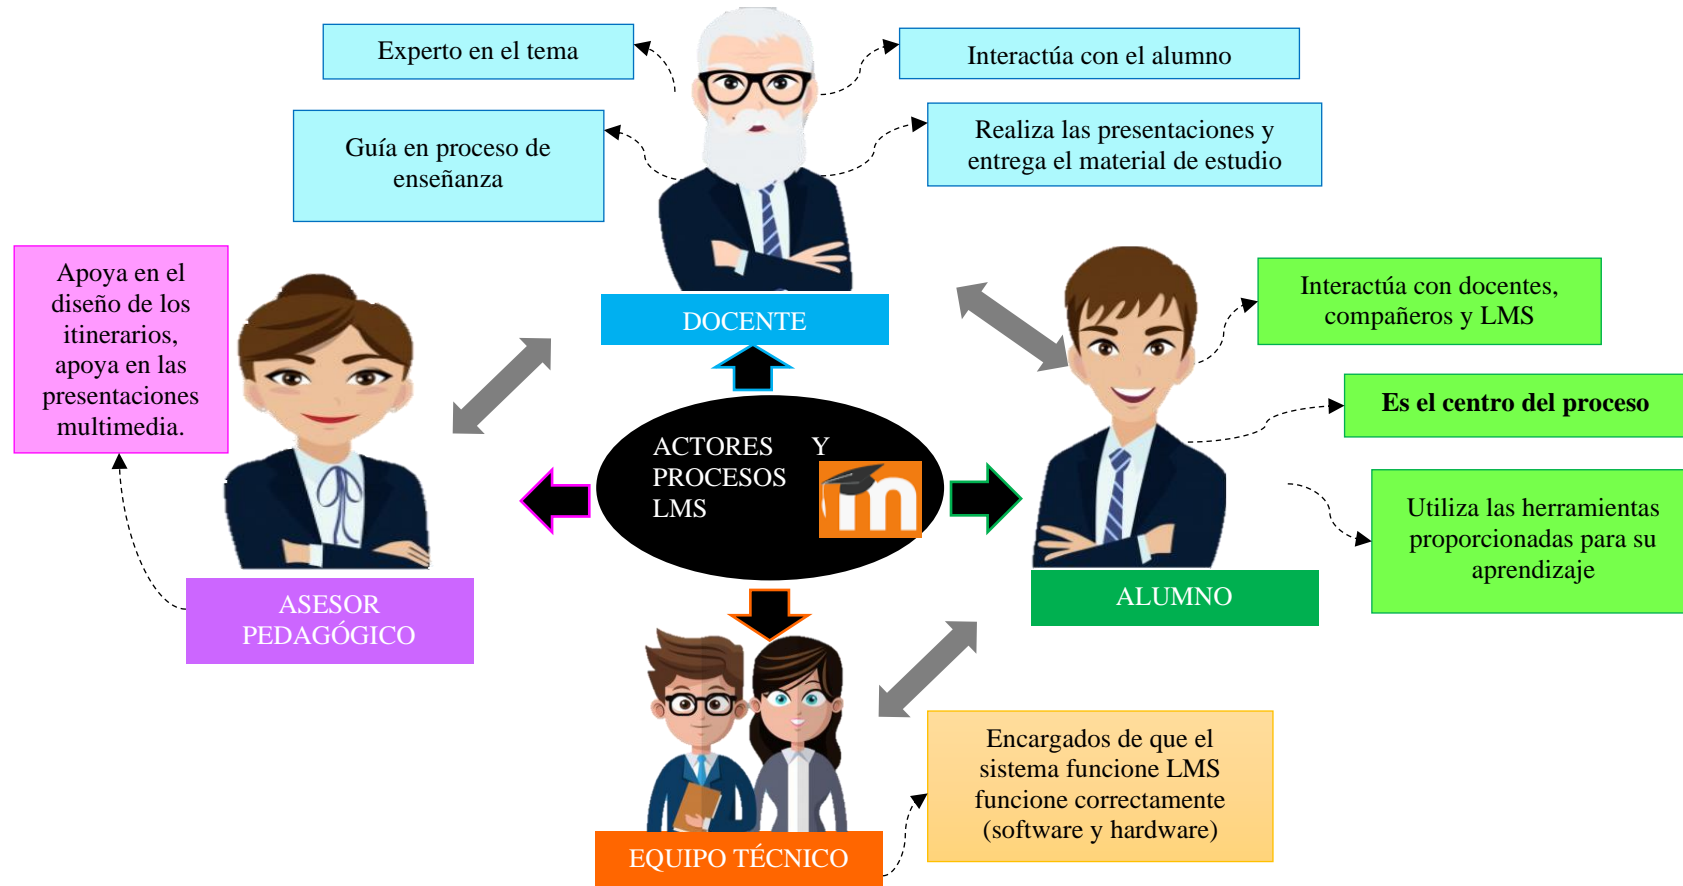 Experto en el tema
Interactúa con el alumno
Guía en proceso de
enseñanza
Realiza las presentaciones y
entrega el material de estudio
DOCENTE
Apoya en el
diseño de los
itinerarios,
apoya en las
presentaciones
multimedia.
ASESOR
PEDAGÓGICO
ACTORES Y
PROCESOS
LMS
m
Interactúa con docentes,
compañeros y LMS
Es el centro del proceso
Utiliza las herramientas
proporcionadas para su
aprendizaje
ALUMNO
Encargados de que el
sistema funcione LMS
funcione correctamente
(software y hardware)
EQUIPO TÉCNICO